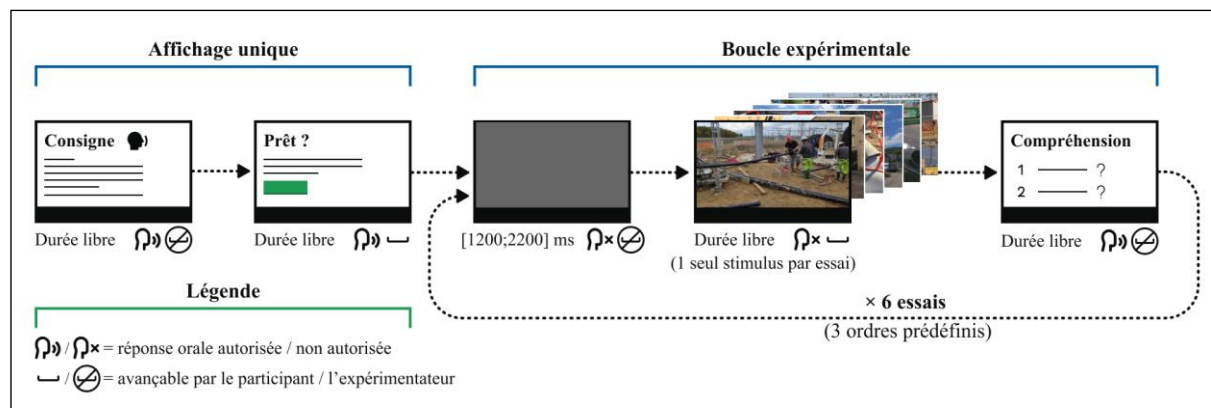 Affichage unique
Boucle expérimentale
Consigne
Prêt ?
Compréhension
1 ?
2 ?
Durée libre
Durée libre
[1200;2200] ms
Durée libre
(1 seul stimulus par essai)
Durée libre
× 6 essais
(3 ordres prédéfinis)
Légende
/ = réponse orale autorisée / non autorisée
/ = avançable par le participant / l'expérimentateur